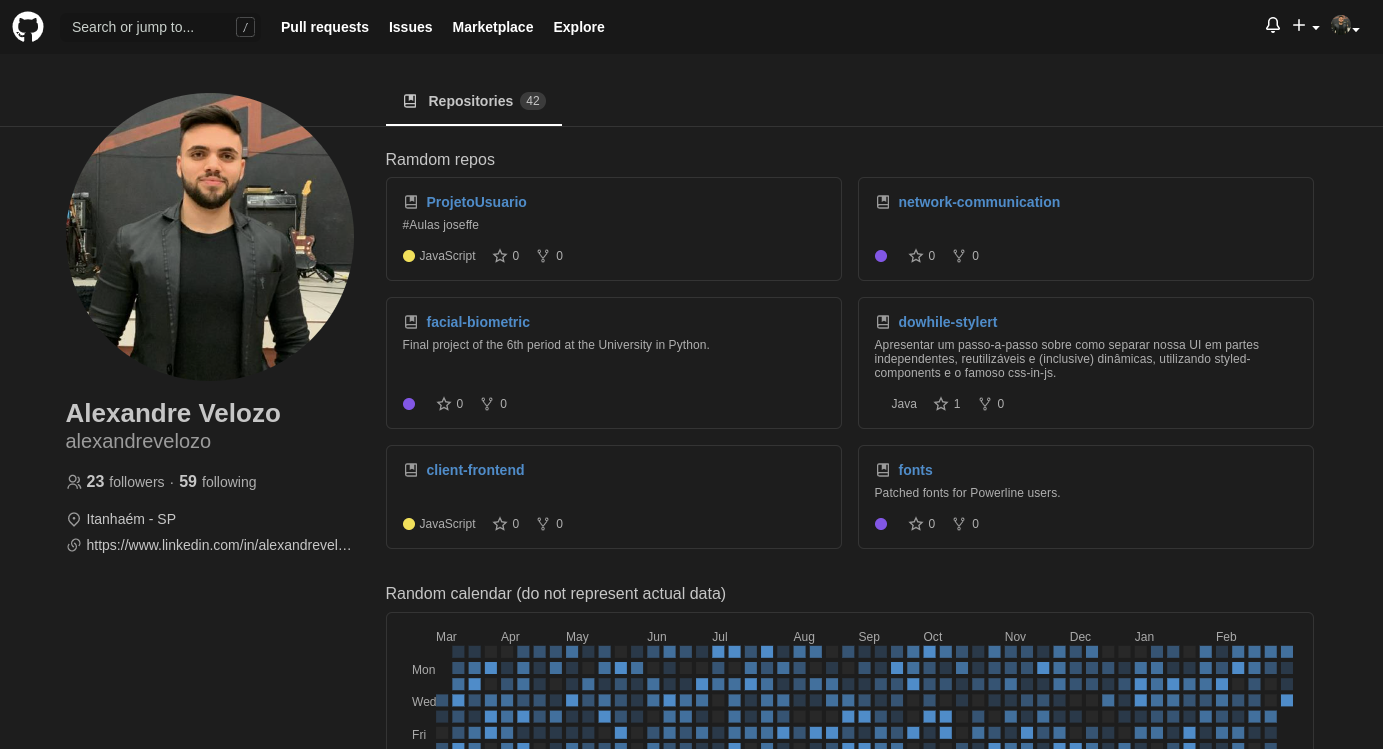 Search or jump to... /
Pull requests Issues Marketplace Explore
Repositories 42
Ramdom repos
ProjetoUsuario
#Aulas joseffe
JavaScript 0 0
network-communication
0 0
facial-biometric
Final project of the 6th period at the University in Python.
0 0
dowhile-stylert
Apresentar um passo-a-passo sobre como separar nossa UI em partes
independentes, reutilizáveis e (inclusive) dinâmicas, utilizando styled-
components e o famoso css-in-js.
Java 1 0
client-frontend
JavaScript 0 0
fonts
Patched fonts for Powerline users.
0 0
Alexandre Velozo
alexandrevelozo
23 followers · 59 following
Itanhaém - SP
https://www.linkedin.com/in/alexandrevel…
Random calendar (do not represent actual data)
Mar Apr May Jun Jul Aug Sep Oct Nov Dec Jan Feb
Mon
Wed
Fri